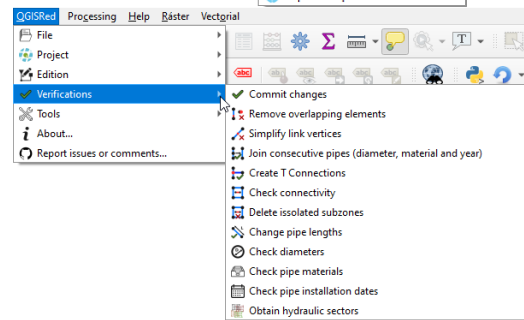 QGISRed Processing Help Ráster Vectorial
File
Project
Edition
Verifications
Tools
About...
Report issues or comments...
abc
Commit changes
Remove overlapping elements
Simplify link vertices
Join consecutive pipes (diameter, material and year)
Create T Connections
Check connectivity
Delete issolated subzones
Change pipe lengths
Check diameters
Check pipe materials
Check pipe installation dates
Obtain hydraulic sectors